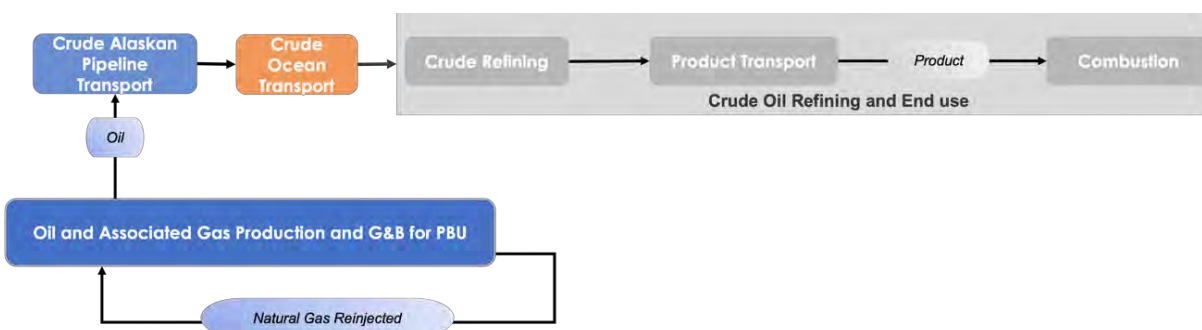 Crude Alaskan
Pipeline
Transport
Crude
Ocean
Transport
Crude Refining
Product Transport
Product
Combustion
Crude Oil Refining and End use
Oil
Oil and Associated Gas Production and G&B for PBU
Natural Gas Reinjected